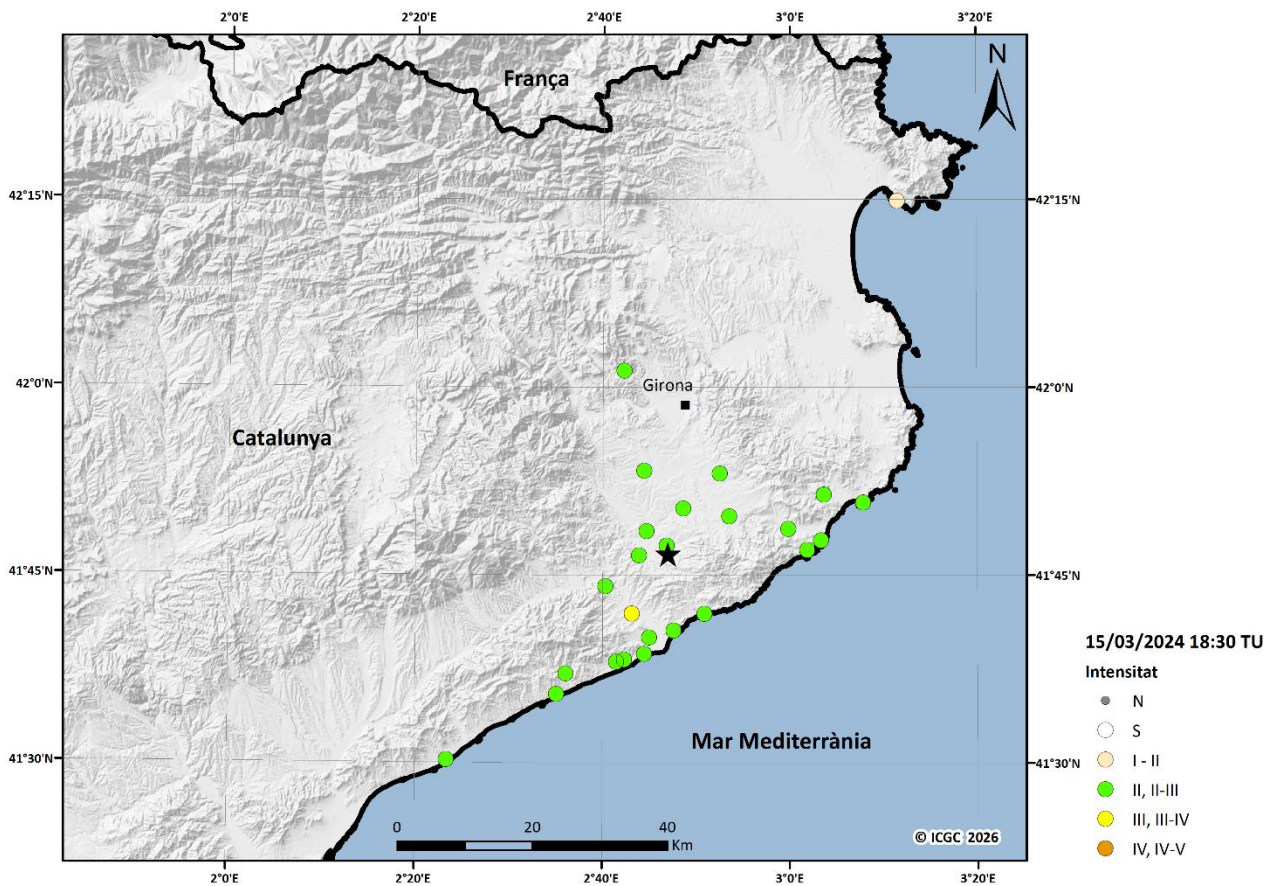 2°0'E 2°20'E 2°40'E 3°0'E 3°20'E
N
França
42°15'N 42°15'N
42°0'N 42°0'N
Girona
Catalunya
41°45'N 41°45'N
15/03/2024 18:30 TU
Intensitat
N
S
I - II
II, II-III
III, III-IV
IV, IV-V
Mar Mediterrània
41°30'N 41°30'N
0 20 40
Km
© ICGC 2026
2°0'E 2°20'E 2°40'E 3°0'E 3°20'E